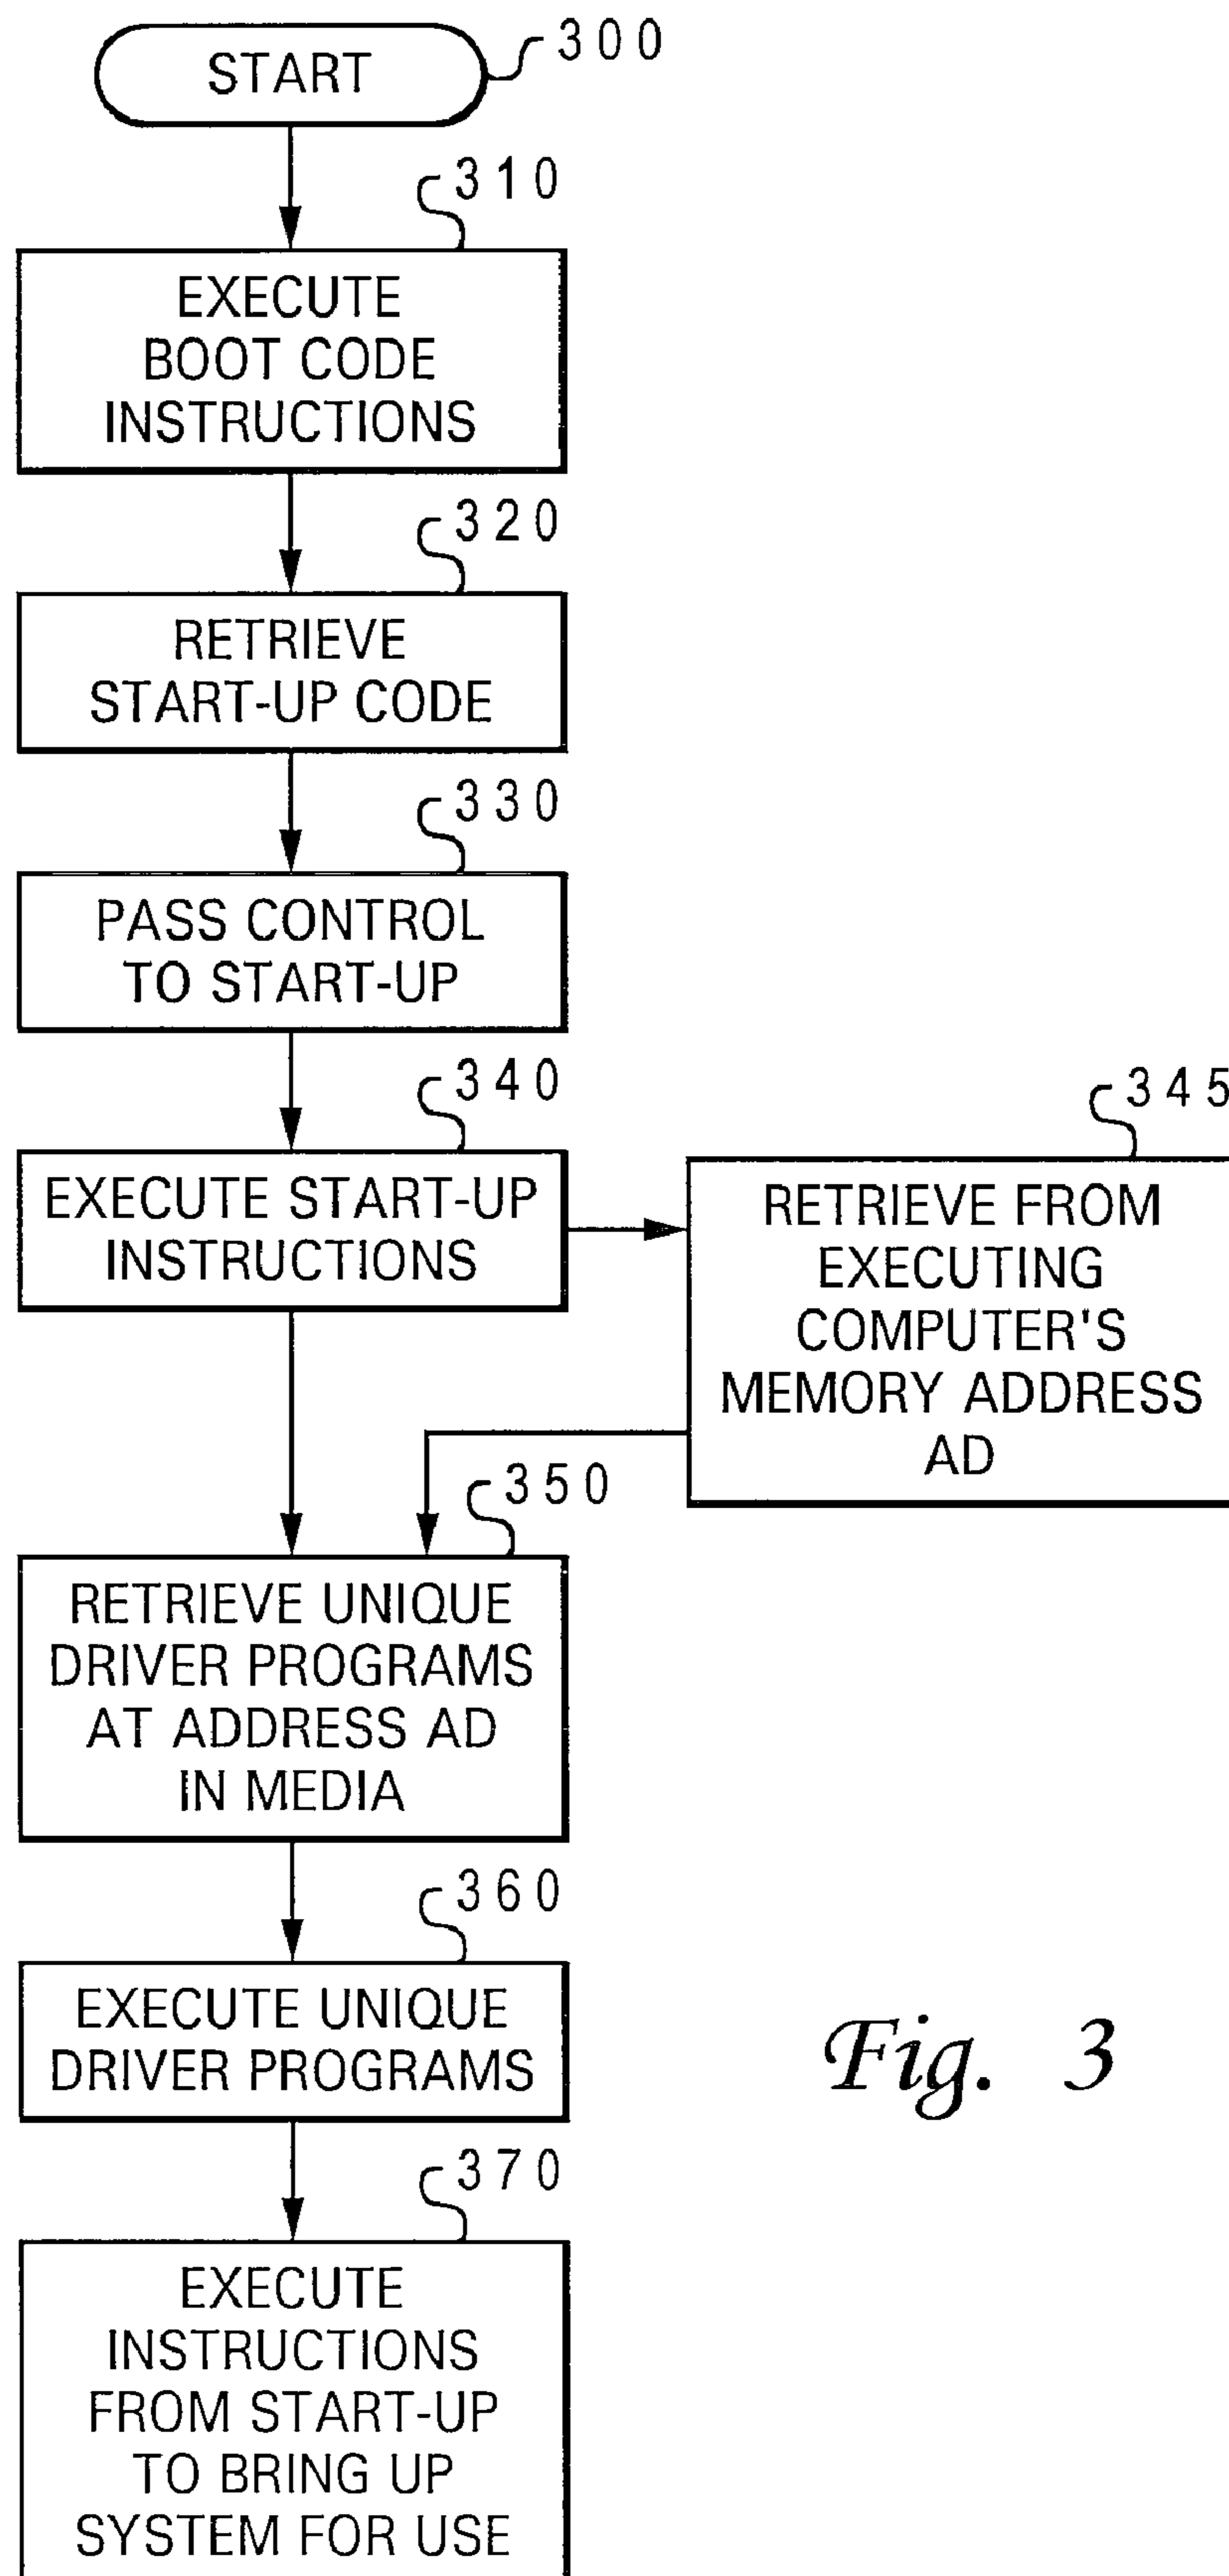 START
300
310
EXECUTE
BOOT CODE
INSTRUCTIONS
320
RETRIEVE
START-UP CODE
330
PASS CONTROL
TO START-UP
340
EXECUTE START-UP
INSTRUCTIONS
345
RETRIEVE FROM
EXECUTING
COMPUTER'S
MEMORY ADDRESS
AD
350
RETRIEVE UNIQUE
DRIVER PROGRAMS
AT ADDRESS AD
IN MEDIA
360
EXECUTE UNIQUE
DRIVER PROGRAMS
370
EXECUTE
INSTRUCTIONS
FROM START-UP
TO BRING UP
SYSTEM FOR USE
Fig. 3